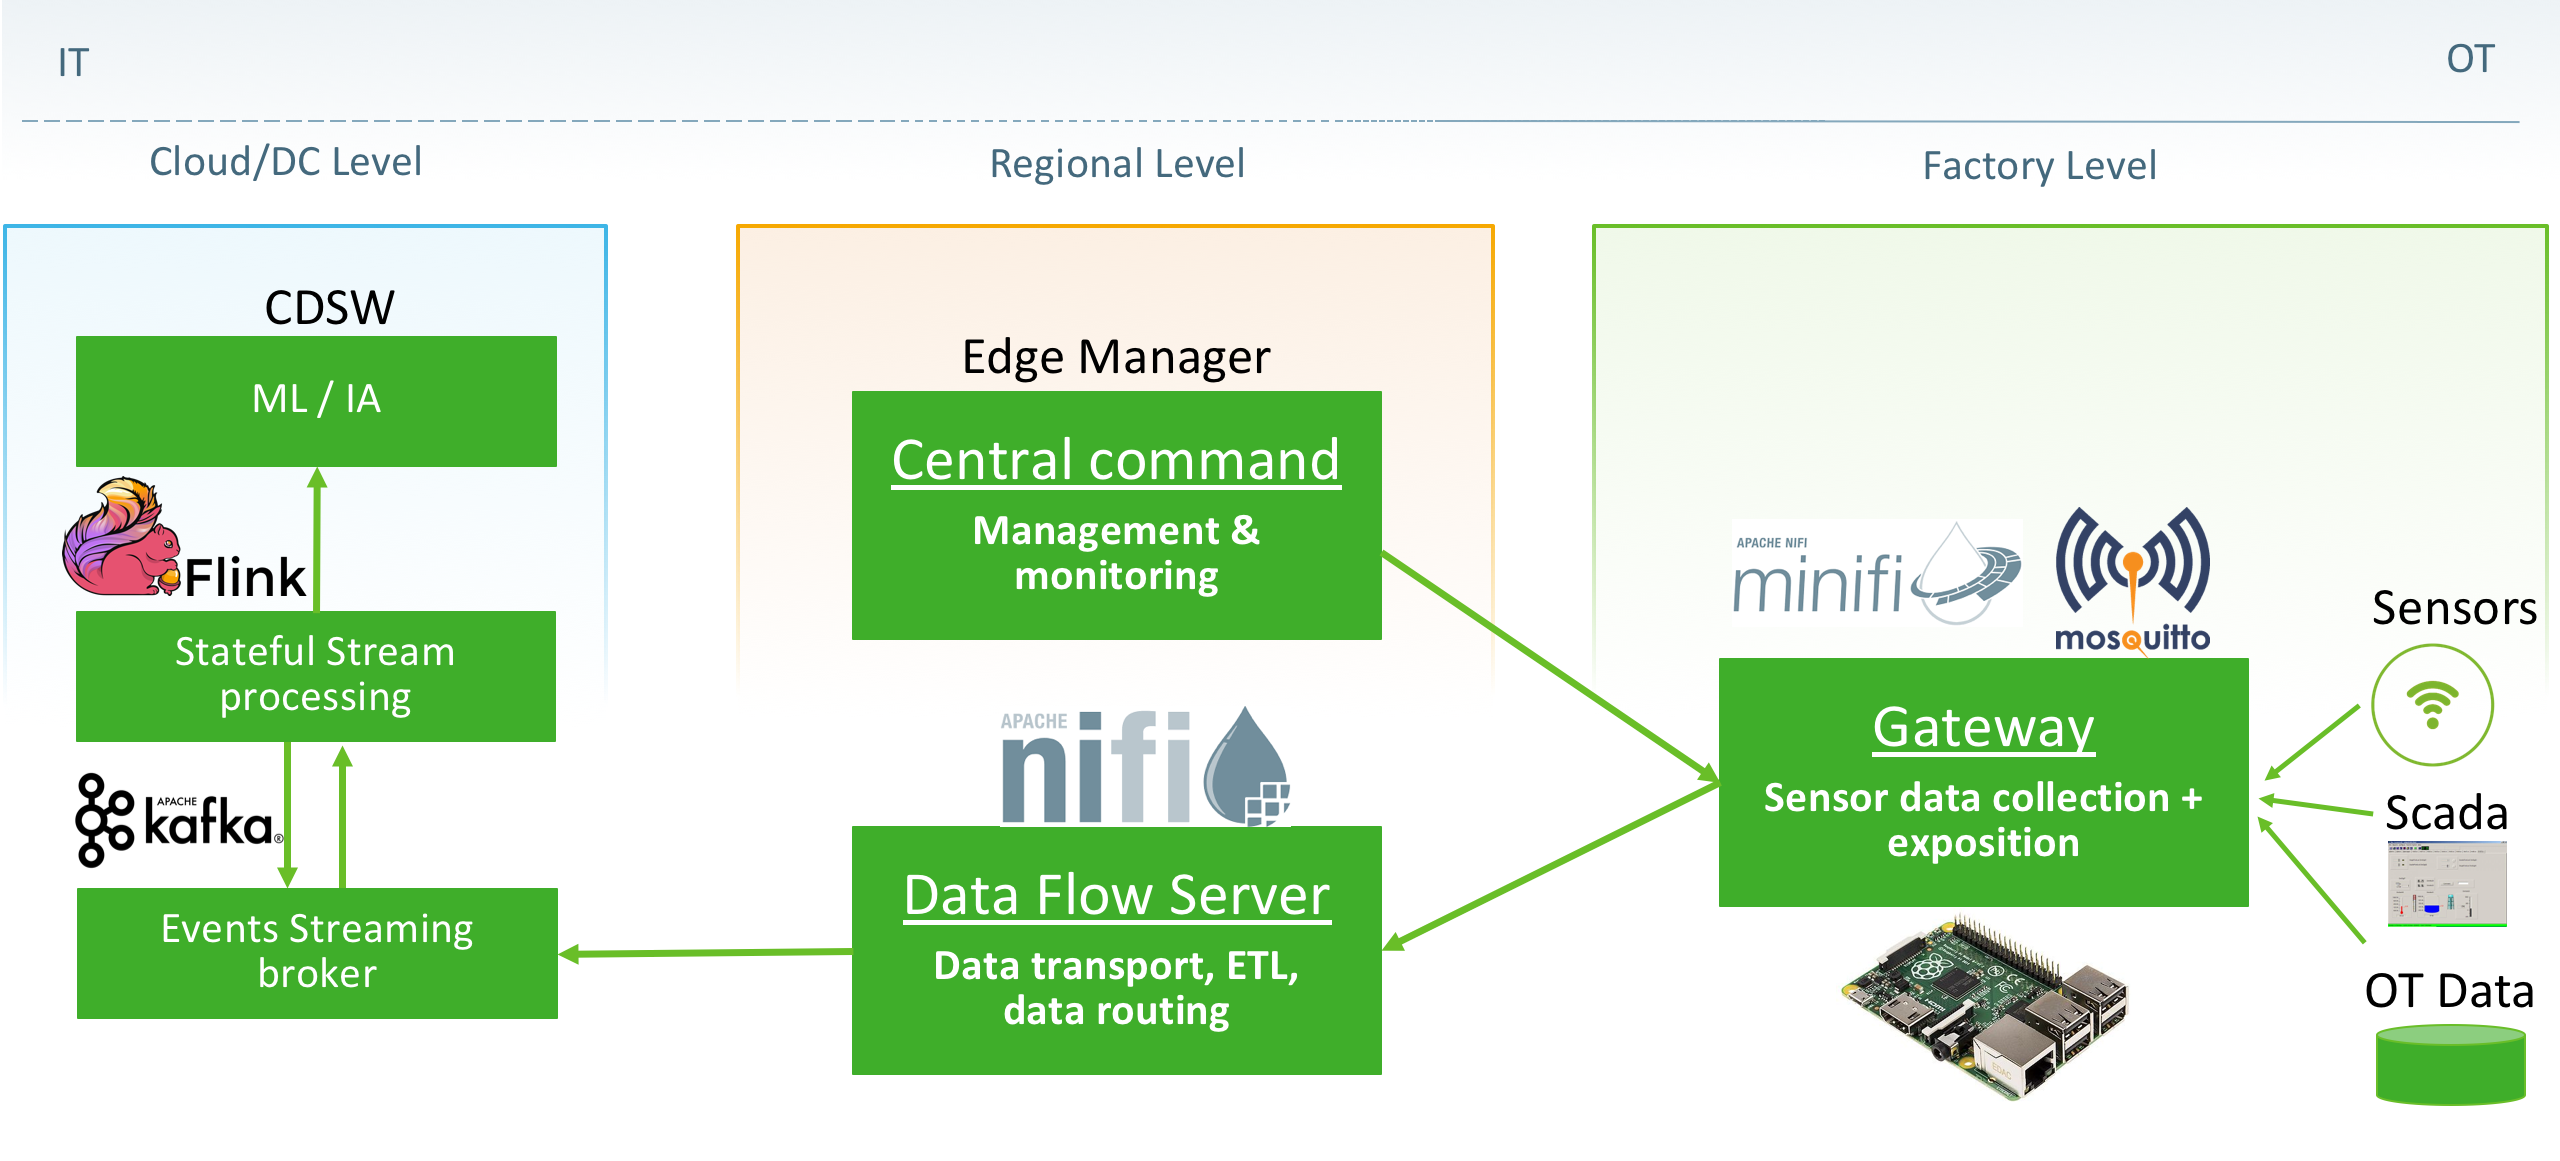 IT
OT
Cloud/DC Level
Regional Level
Factory Level
CDSW
ML / IA
Flink
Stateful Stream
processing
APACHE
kafka®
Events Streaming
broker
Edge Manager
Central command
Management &
monitoring
APACHE
nifi
Data Flow Server
Data transport, ETL,
data routing
APACHE NIFI
minifi
mosquitto
Gateway
Sensor data collection +
exposition
Sensors
Scada
OT Data